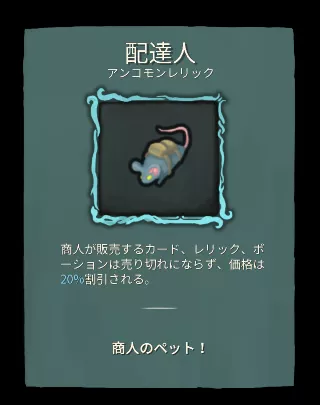 配達人
アンコモンレリック
商人が販売するカード、レリック、ポ
ーションは売り切れにならず、価格は
20%割引される。
商人のペット！